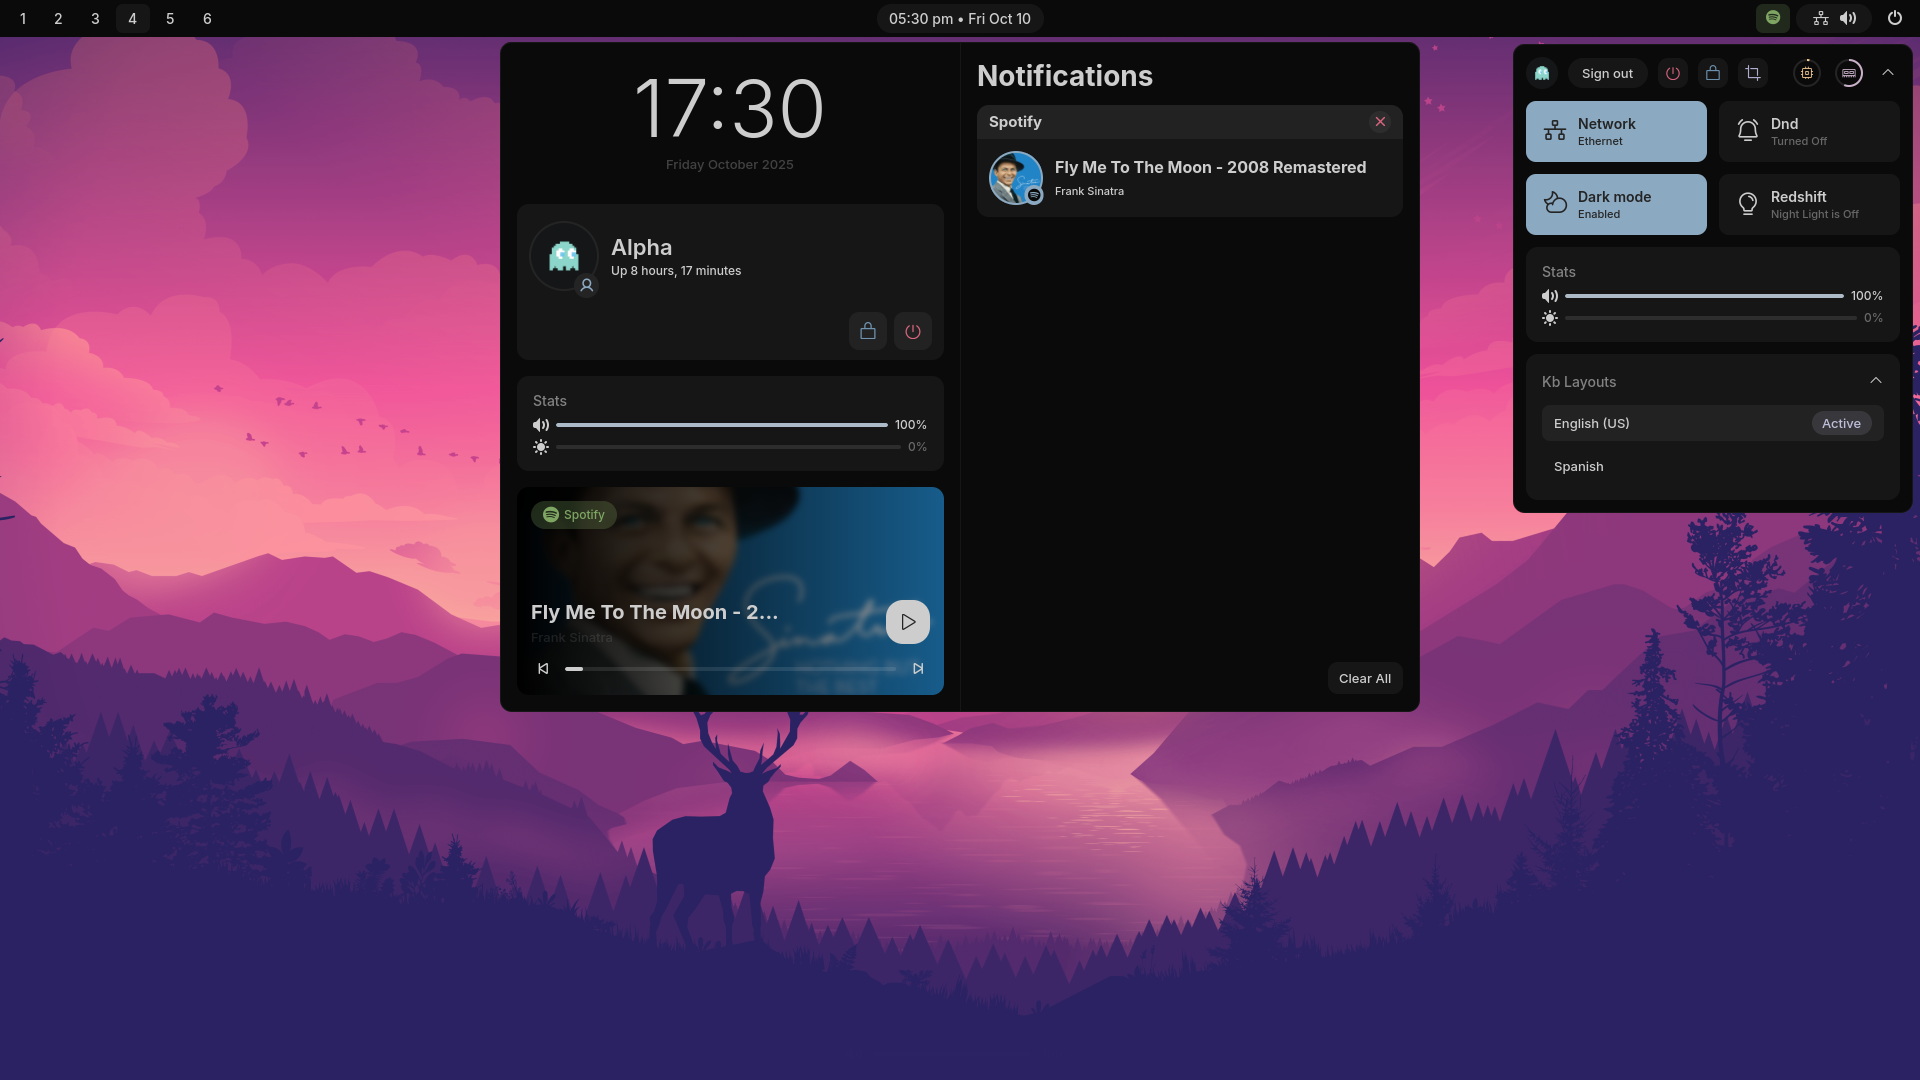 1 2 3 4 5 6
05:30 pm • Fri Oct 10
17:30
Friday October 2025
Alpha
Up 8 hours, 17 minutes
Stats
100%
0%
Spotify
Sinatra
THE BEST
Fly Me To The Moon - 2...
Frank Sinatra
Notifications
Spotify
Fly Me To The Moon - 2008 Remastered
Frank Sinatra
Clear All
Sign out
Network
Ethernet
Dnd
Turned Off
Dark mode
Enabled
Redshift
Night Light is Off
Stats
100%
0%
Kb Layouts
English (US)
Active
Spanish